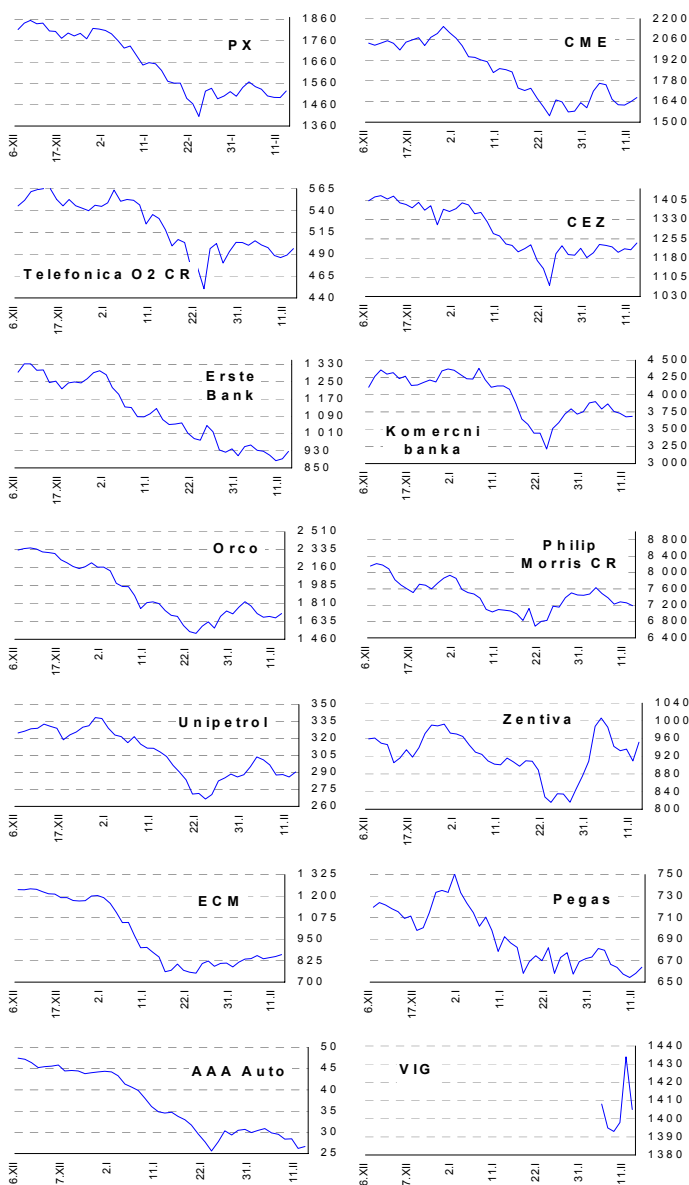 PX
1860
1760
1660
1560
1460
1360
6-XII
17-XII
2-I
11-I
22-I
31-I
11-II
CME
2200
2060
1920
1780
1640
1500
6.XII
17.XII
2.I
11.I
22.I
31.I
11.II
Telefonica O2 CR
565
540
515
490
465
440
6.XII
17.XII
2.I
11.I
22.I
31.I
11.II
CEZ
1405
1330
1255
1180
1105
1030
6.XII
17.XII
2.I
11.I
22.I
31.I
11.II
Erste
Bank
1 330
1 250
1 170
1 090
1 010
930
850
6.XII
17.XII
2.I
11.I
22.I
31.I
11.II
Komercni
banka
4 500
4 250
4 000
3 750
3 500
3 250
3 000
6.XII
17.XII
2.I
11.I
22.I
31.I
11.II
Orco
2 510
2 335
2 160
1 985
1 810
1 635
1 460
6.XII
17.XII
2.I
11.I
22.I
31.I
11.II
Philip
Morris CR
8 800
8 400
8 000
7 600
7 200
6 800
6 400
6.XII
17.XII
2.I
11.I
22.I
31.I
11.II
Unipetrol
350
335
320
305
290
275
260
6.XII
17.XII
2.I
11.I
22.I
31.I
11.II
Zentiva
1040
1000
960
920
880
840
800
6.XII
17.XII
2.I
11.I
22.I
31.I
11.II
ECM
1 325
1 200
1 075
950
825
700
6.XII
17.XII
2.I
11.I
22.I
31.I
11.II
Pegas
750
730
710
690
670
650
6.XII
17.XII
2.I
11.I
22.I
31.I
11.II
AAA Auto
50
45
40
35
30
25
6.XII
7.XII
2.I
11.I
22.I
31.I
11.II
VIG
1440
1430
1420
1410
1400
1390
1380
6.XII
7.XII
2.I
11.I
22.I
31.I
11.II